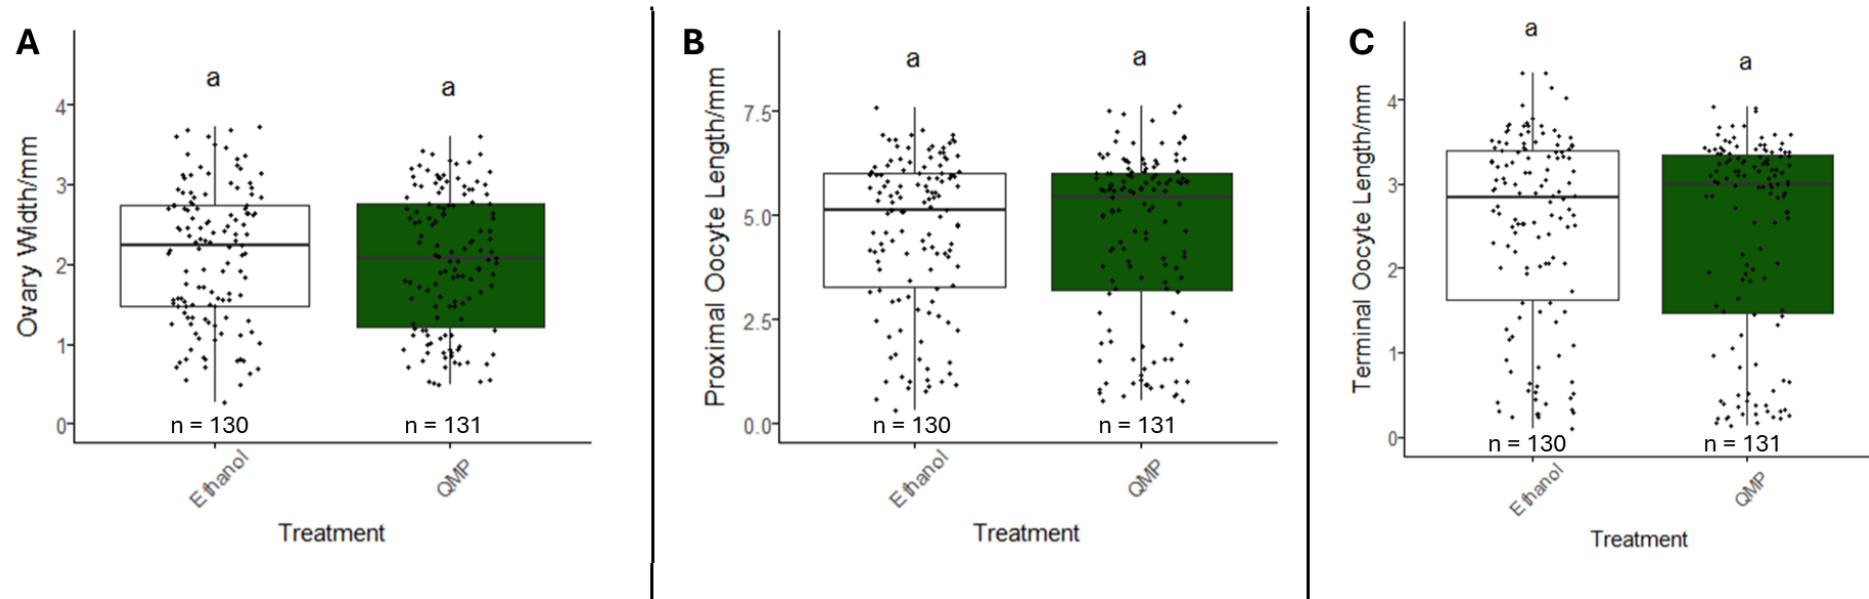 A
Ovary Width/mm
4
3
2
1
0
a
a
n = 130
n = 131
Ethanol
QMP
Treatment
B
Proximal Oocyte Length/mm
7.5
5.0
2.5
0.0
a
a
n = 130
n = 131
Ethanol
QMP
Treatment
C
Terminal Oocyte Length/mm
4
3
2
1
0
a
a
n = 130
n = 131
Ethanol
QMP
Treatment